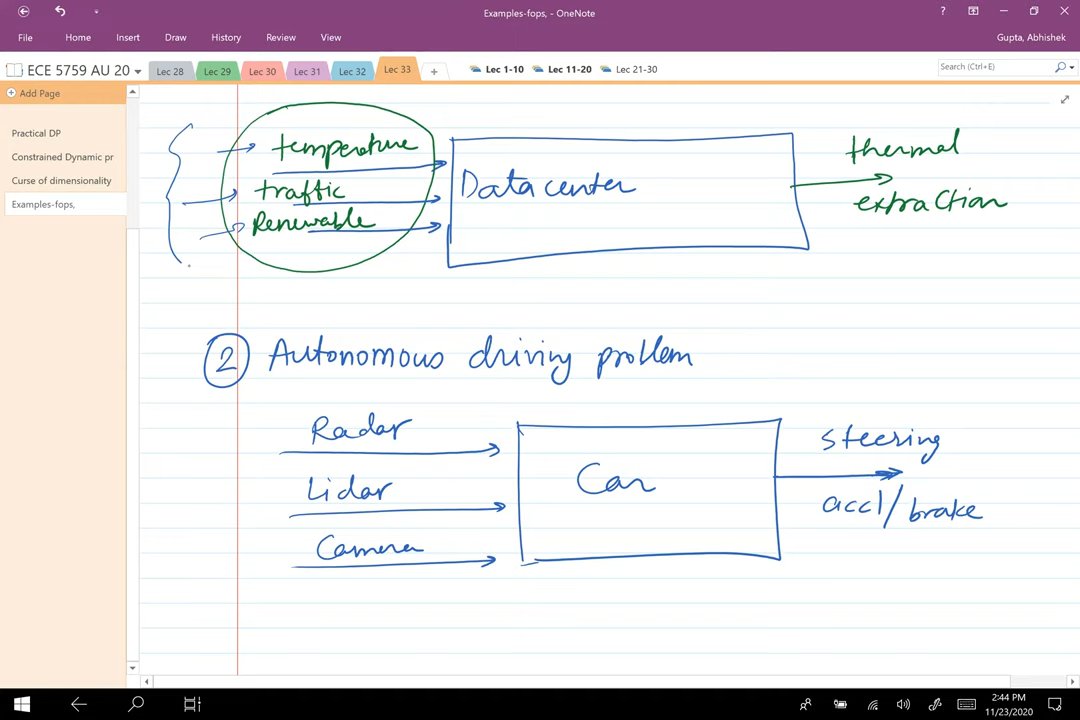 Examples-fops, - OneNote
File Home Insert Draw History Review View
Gupta, Abhishek
ECE 5759 AU 20
Lec 28
Lec 29
Lec 30
Lec 31
Lec 32
Lec 33
Lec 1-10
Lec 11-20
Lec 21-30
Search (Ctrl+E)
Add Page
Practical DP
Constrained Dynamic pr
Curse of dimensionality
Examples-fops,
temperature
traffic
Renewable
Data center
thermal
extraction
2 Autonomous driving problem
Radar
Lidar
Camera
Car
steering
accl/brake
2:44 PM
11/23/2020